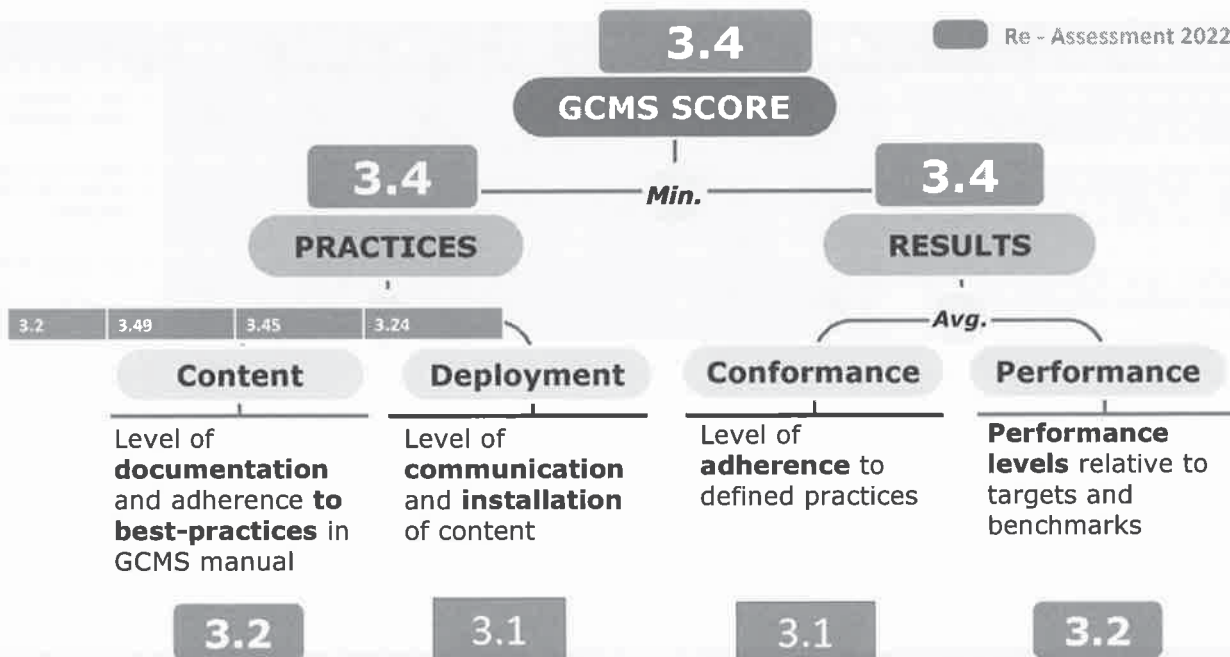 3.4
Re - Assessment 2022
GCMS SCORE
3.4
Min.
3.4
PRACTICES
RESULTS
3.2 3.49 3.45 3.24
Avg.
Content
Deployment
Conformance
Performance
Level of
documentation
and adherence to
best-practices in
GCMS manual
Level of
communication
and installation
of content
Level of
adherence to
defined practices
Performance
levels relative to
targets and
benchmarks
3.2
3.1
3.1
3.2